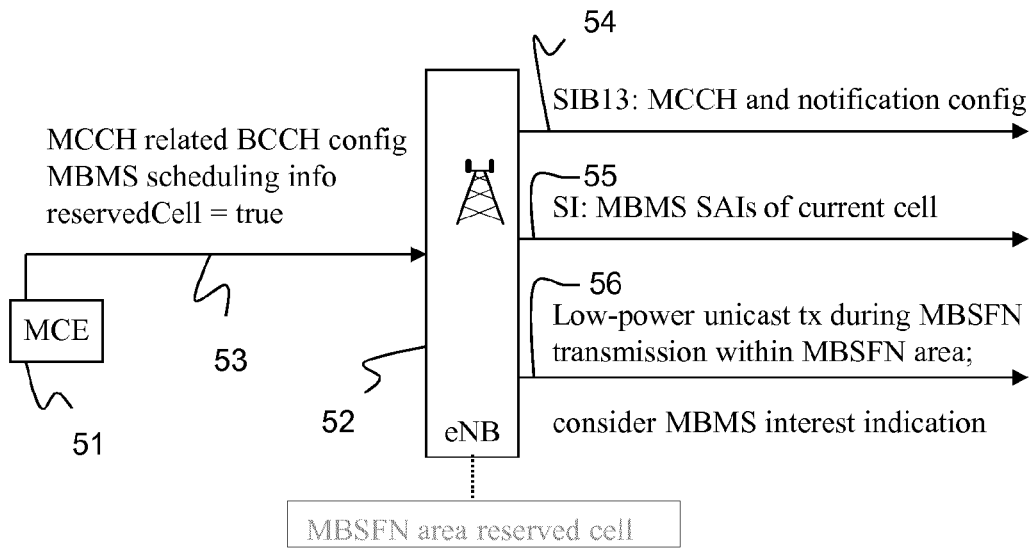 54
SIB13: MCCH and notification config
MCCH related BCCH config
MBMS scheduling info
reservedCell = true
55
SI: MBMS SAIs of current cell
56
Low-power unicast tx during MBSFN
transmission within MBSFN area;
consider MBMS interest indication
MCE
53
51
52
eNB
MBSFN area reserved cell